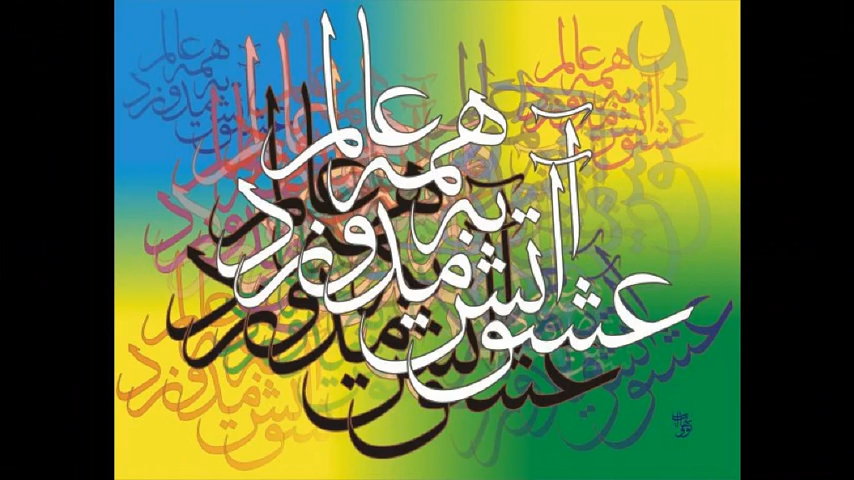 عشق پیدا شد و آتش به همه عالم زد